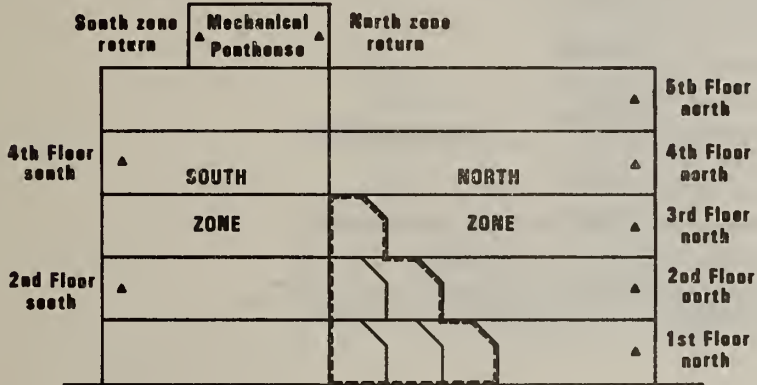 South zone
return
Mechanical
Penthouse
North zone
return
5th Floor
north
4th Floor
south
SOUTH
NORTH
4th Floor
north
ZONE
ZONE
3rd Floor
north
2nd Floor
south
2nd Floor
north
1st Floor
north